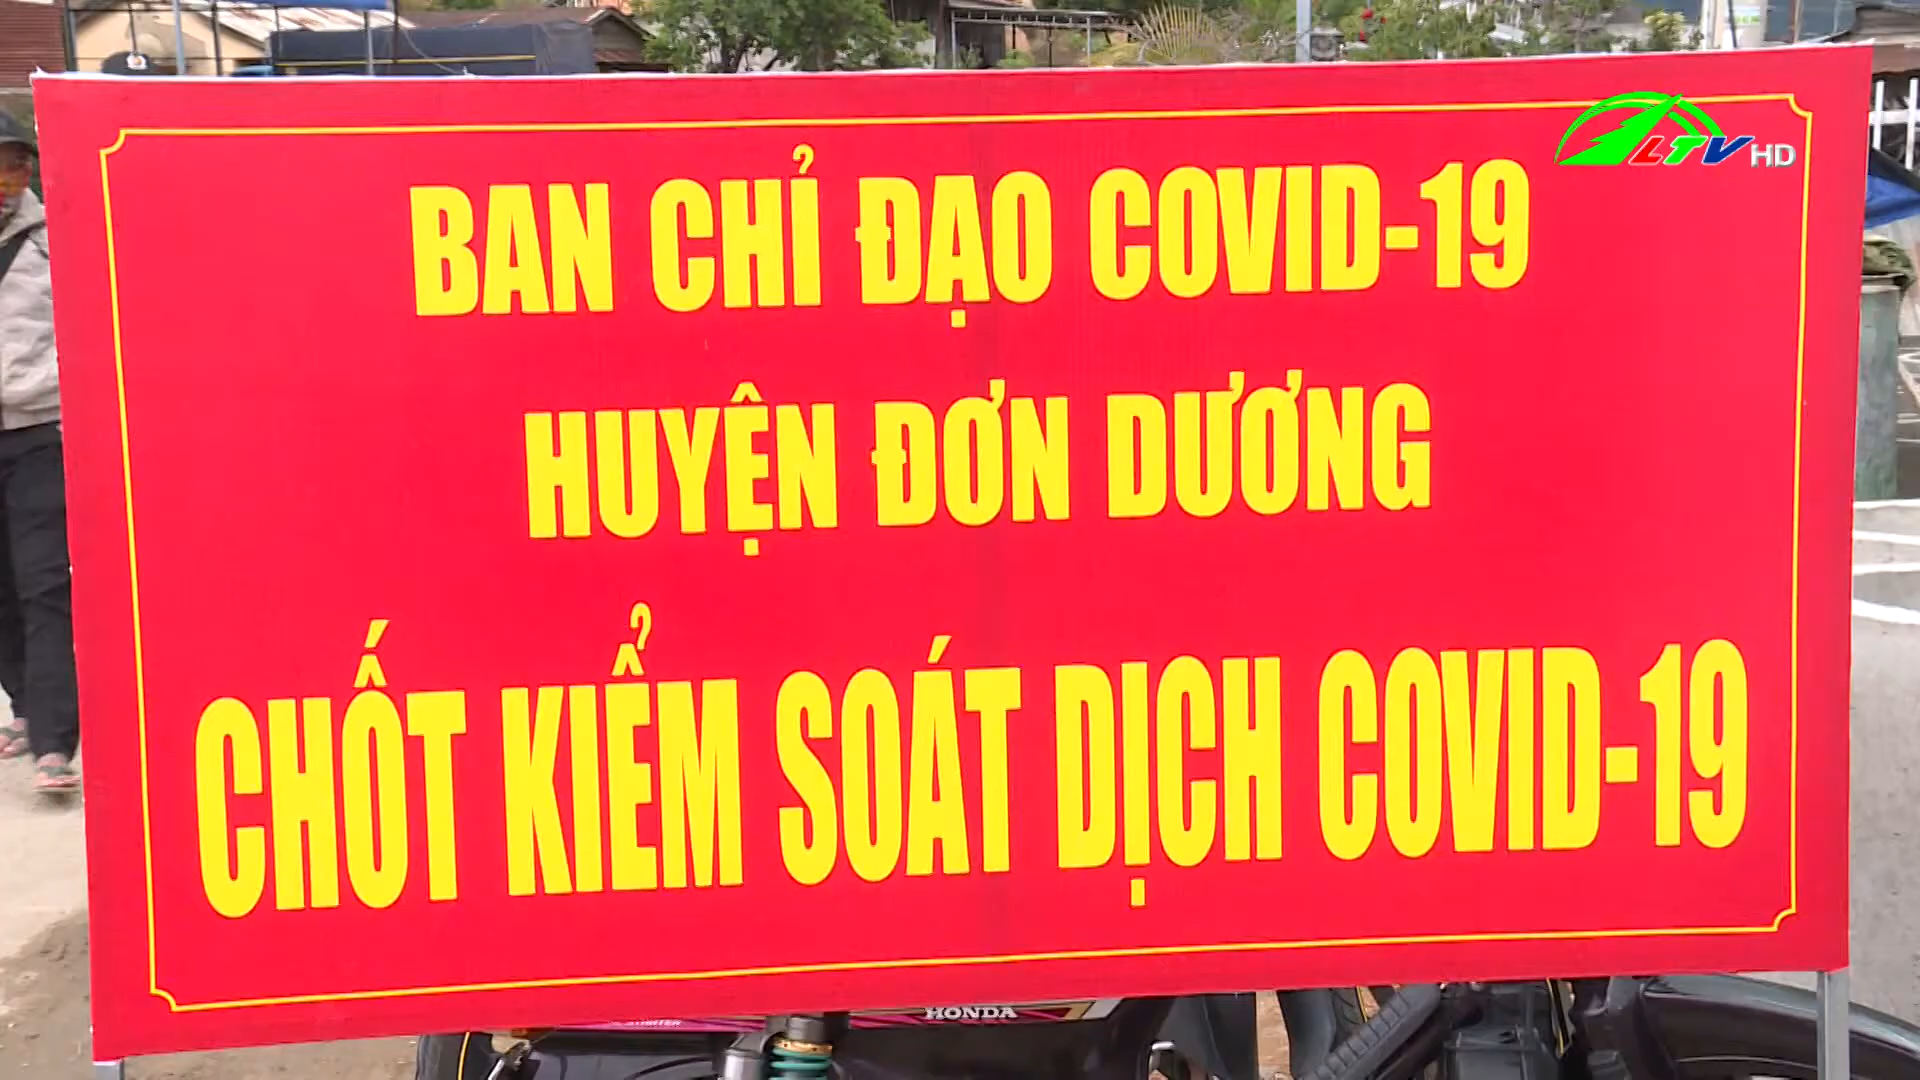 LTV HD
BAN CHỈ ĐẠO COVID-19
HUYỆN ĐƠN DƯƠNG
CHỐT KIỂM SOÁT DỊCH COVID-19
HONDA